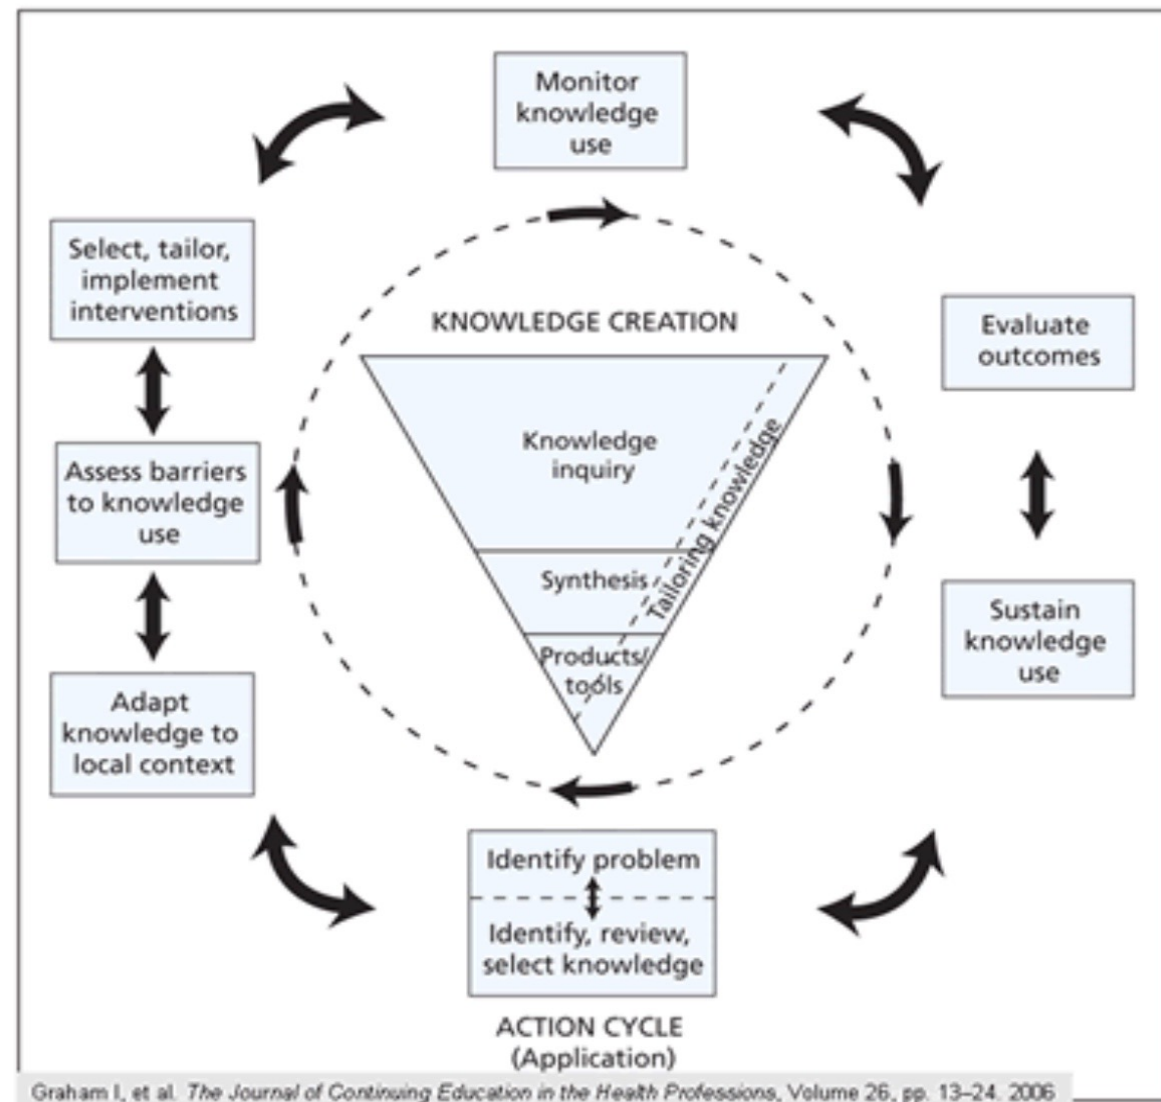 Monitor
knowledge
use
Select, tailor,
implement
interventions
KNOWLEDGE CREATION
Evaluate
outcomes
Knowledge
inquiry
Tailoring knowledge
Assess barriers
to knowledge
use
Synthesis
Sustain
knowledge
use
Products/
tools
Adapt
knowledge to
local context
Identify problem
Identify, review,
select knowledge
ACTION CYCLE
(Application)
Graham I, et al. The Journal of Continuing Education in the Health Professions, Volume 26, pp. 13–24. 2006